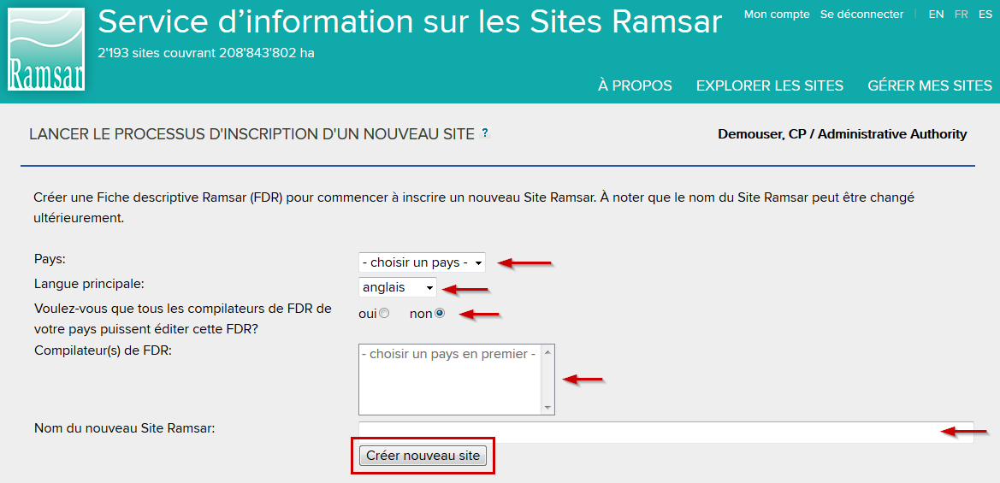 Ramsar
Service d’information sur les Sites Ramsar
2'193 sites couvrant 208'843'802 ha
Mon compte Se déconnecter | EN FR ES
À PROPOS EXPLORER LES SITES GÉRER MES SITES
LANCER LE PROCESSUS D'INSCRIPTION D'UN NOUVEAU SITE ?
Demouser, CP / Administrative Authority
Créer une Fiche descriptive Ramsar (FDR) pour commencer à inscrire un nouveau Site Ramsar. À noter que le nom du Site Ramsar peut être changé
ultérieurement.
Pays:
- choisir un pays -
Langue principale:
anglais
Voulez-vous que tous les compilateurs de FDR de
votre pays puissent éditer cette FDR?
oui non
Compilateur(s) de FDR:
- choisir un pays en premier -
Nom du nouveau Site Ramsar:
Créer nouveau site